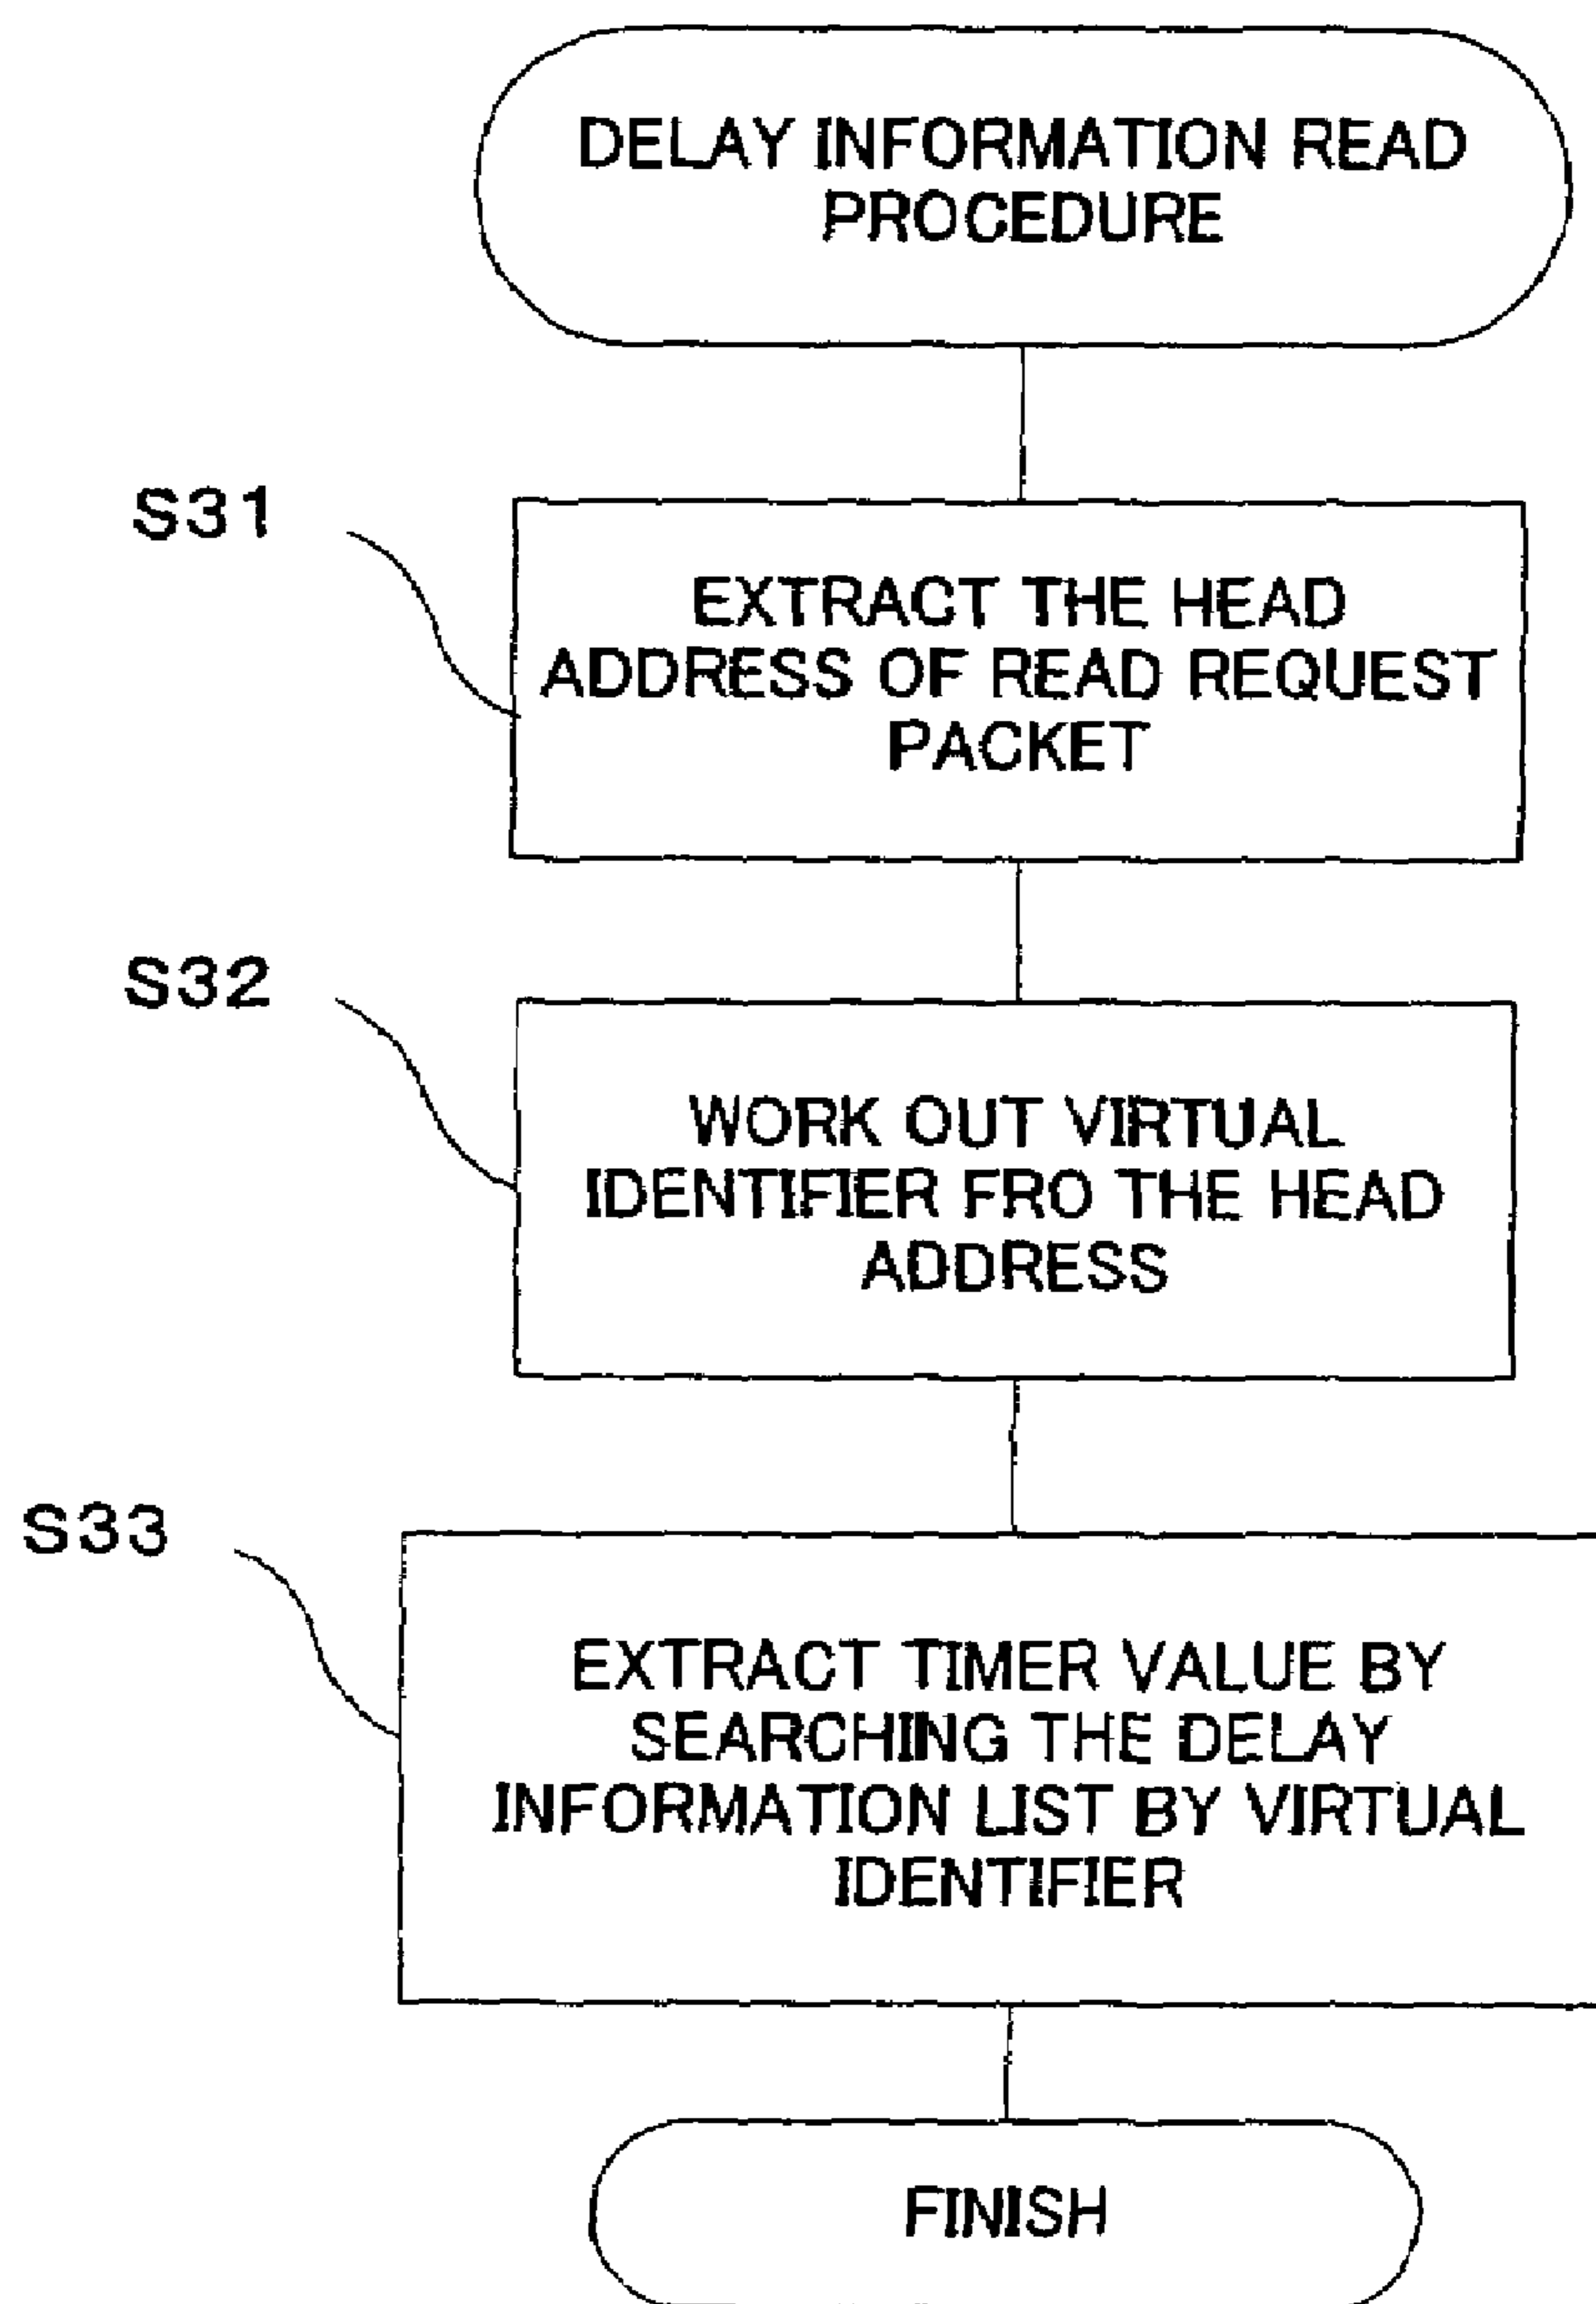 DELAY INFORMATION READ
PROCEDURE
S31
EXTRACT THE HEAD
ADDRESS OF READ REQUEST
PACKET
S32
WORK OUT VIRTUAL
IDENTIFIER FRO THE HEAD
ADDRESS
S33
EXTRACT TIMER VALUE BY
SEARCHING THE DELAY
INFORMATION LIST BY VIRTUAL
IDENTIFIER
FINISH